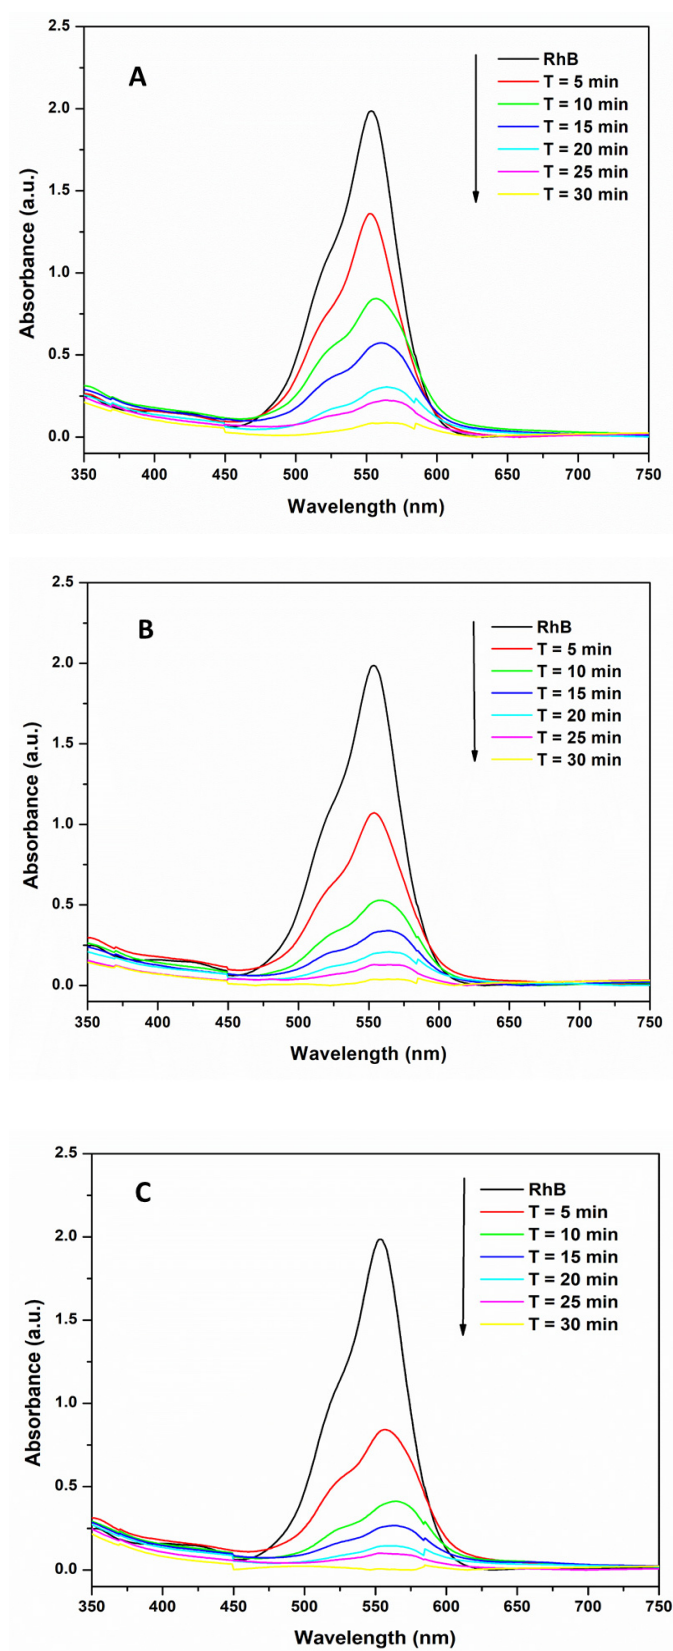 A
RhB
T = 5 min
T = 10 min
T = 15 min
T = 20 min
T = 25 min
T = 30 min
2.5
2.0
1.5
1.0
0.5
0.0
Absorbance (a.u.)
350 400 450 500 550 600 650 700 750
Wavelength (nm)
B
RhB
T = 5 min
T = 10 min
T = 15 min
T = 20 min
T = 25 min
T = 30 min
2.5
2.0
1.5
1.0
0.5
0.0
Absorbance (a.u.)
350 400 450 500 550 600 650 700 750
Wavelength (nm)
C
RhB
T = 5 min
T = 10 min
T = 15 min
T = 20 min
T = 25 min
T = 30 min
2.5
2.0
1.5
1.0
0.5
0.0
Absorbance (a.u.)
350 400 450 500 550 600 650 700 750
Wavelength (nm)